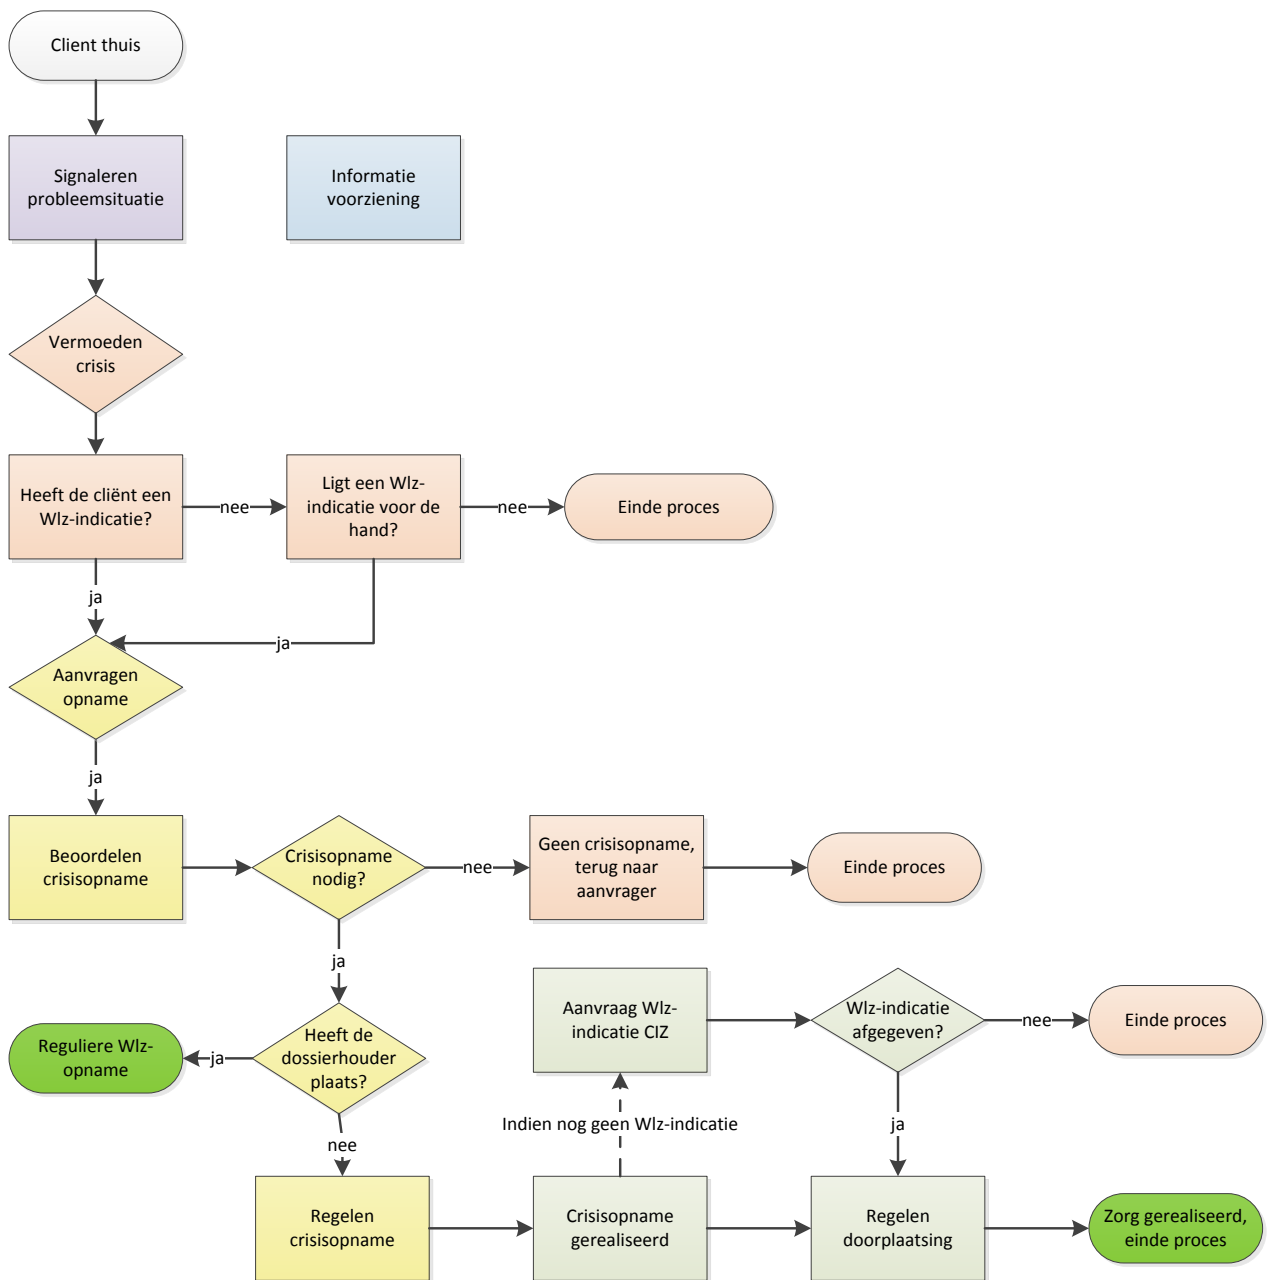 Client thuis
Signaleren
probleemsituatie
Informatie
voorziening
Vermoeden
crisis
Heeft de cliënt een
Wlz-indicatie?
nee
Ligt een Wlz-
indicatie voor de
hand?
nee
Einde proces
ja
ja
Aanvragen
opname
ja
Beoordelen
crisisopname
Crisisopname
nodig?
nee
Geen crisisopname,
terug naar
aanvrager
Einde proces
ja
Reguliere Wlz-
opname
ja
Heeft de
dossierhouder
plaats?
Aanvraag Wlz-
indicatie CIZ
Wlz-indicatie
afgegeven?
nee
Einde proces
Indien nog geen Wlz-indicatie
ja
nee
Regelen
crisisopname
Crisisopname
gerealiseerd
Regelen
doorplaatsing
Zorg gerealiseerd,
einde proces